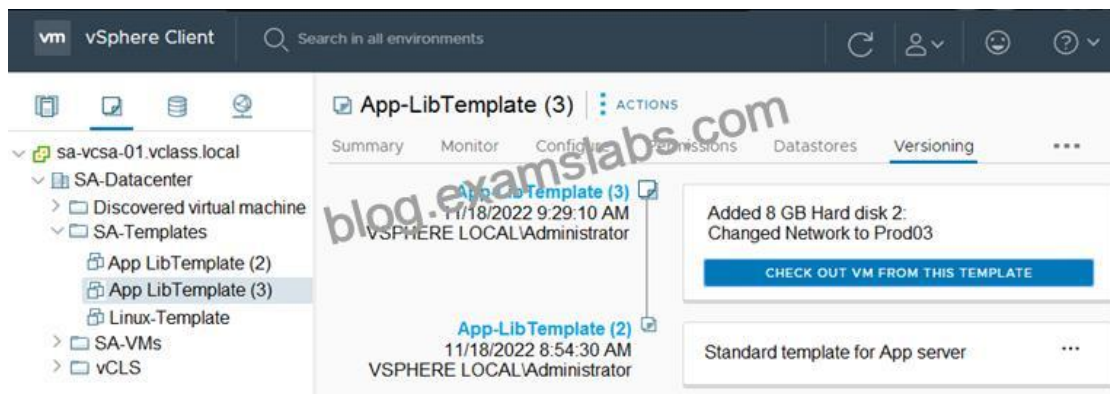 vm vSphere Client Search in all environments
sa-vcsa-01.vclass.local
SA-Datacenter
Discovered virtual machine
SA-Templates
App LibTemplate (2)
App LibTemplate (3)
Linux-Template
SA-VMs
vCLS
App-LibTemplate (3) ACTIONS
Summary Monitor Configure Permissions Datastores Versioning
App-LibTemplate (3)
11/18/2022 9:29:10 AM
VSPHERE LOCAL\Administrator
Added 8 GB Hard disk 2:
Changed Network to Prod03
CHECK OUT VM FROM THIS TEMPLATE
App-LibTemplate (2)
11/18/2022 8:54:30 AM
VSPHERE LOCAL\Administrator
Standard template for App server
blog.examslabs.com